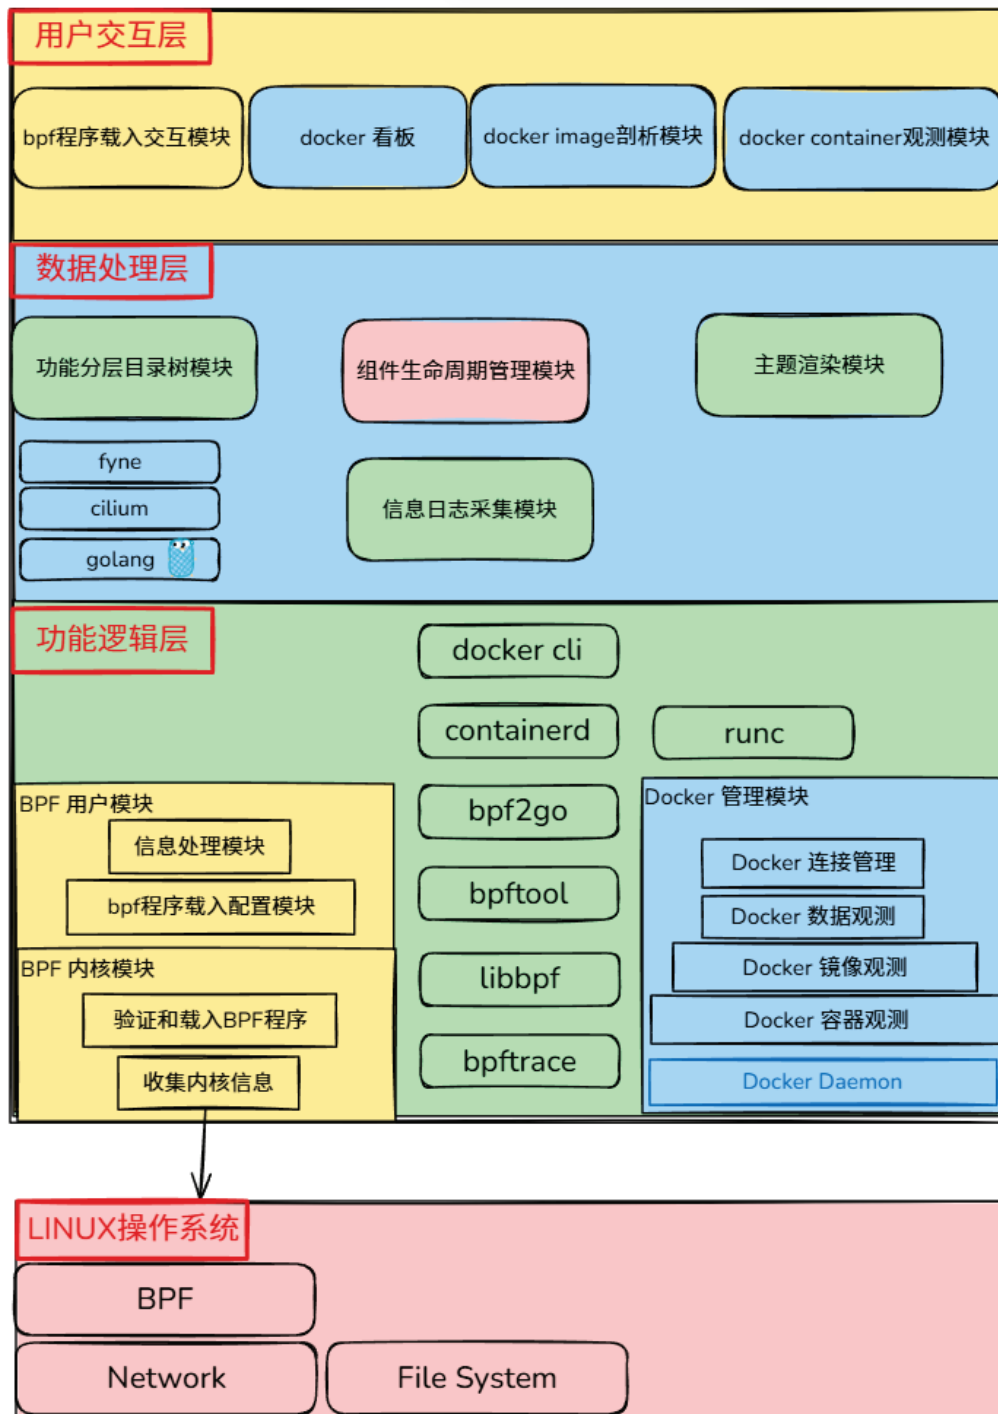 用户交互层
bpf程序载入交互模块
docker 看板
docker image剖析模块
docker container观测模块
数据处理层
功能分层目录树模块
组件生命周期管理模块
主题渲染模块
fyne
cilium
golang
信息日志采集模块
功能逻辑层
docker cli
containerd
runc
bpf2go
bpftool
libbpf
bpftrace
BPF 用户模块
信息处理模块
bpf程序载入配置模块
BPF 内核模块
验证和载入BPF程序
收集内核信息
Docker 管理模块
Docker 连接管理
Docker 数据观测
Docker 镜像观测
Docker 容器观测
Docker Daemon
LINUX操作系统
BPF
Network
File System